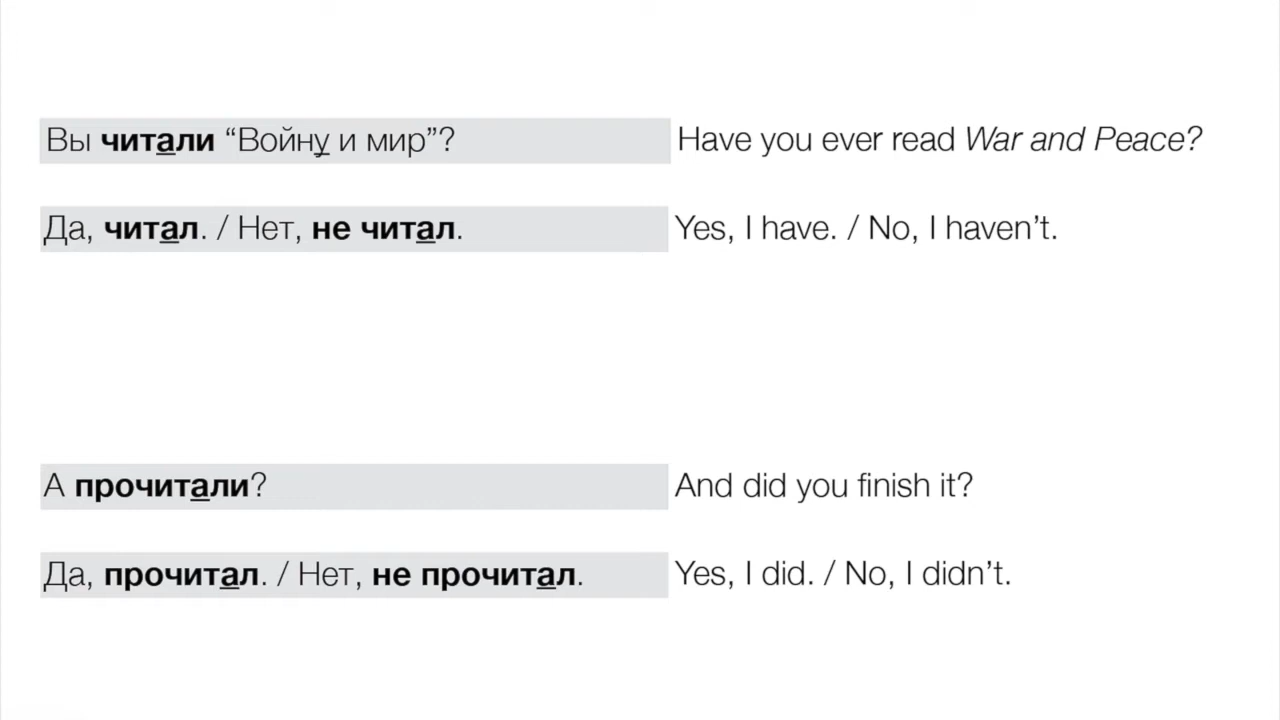 Вы читали “Войну и мир”? Have you ever read War and Peace?
Да, читал. / Нет, не читал. Yes, I have. / No, I haven’t.
А прочитали? And did you finish it?
Да, прочитал. / Нет, не прочитал. Yes, I did. / No, I didn’t.